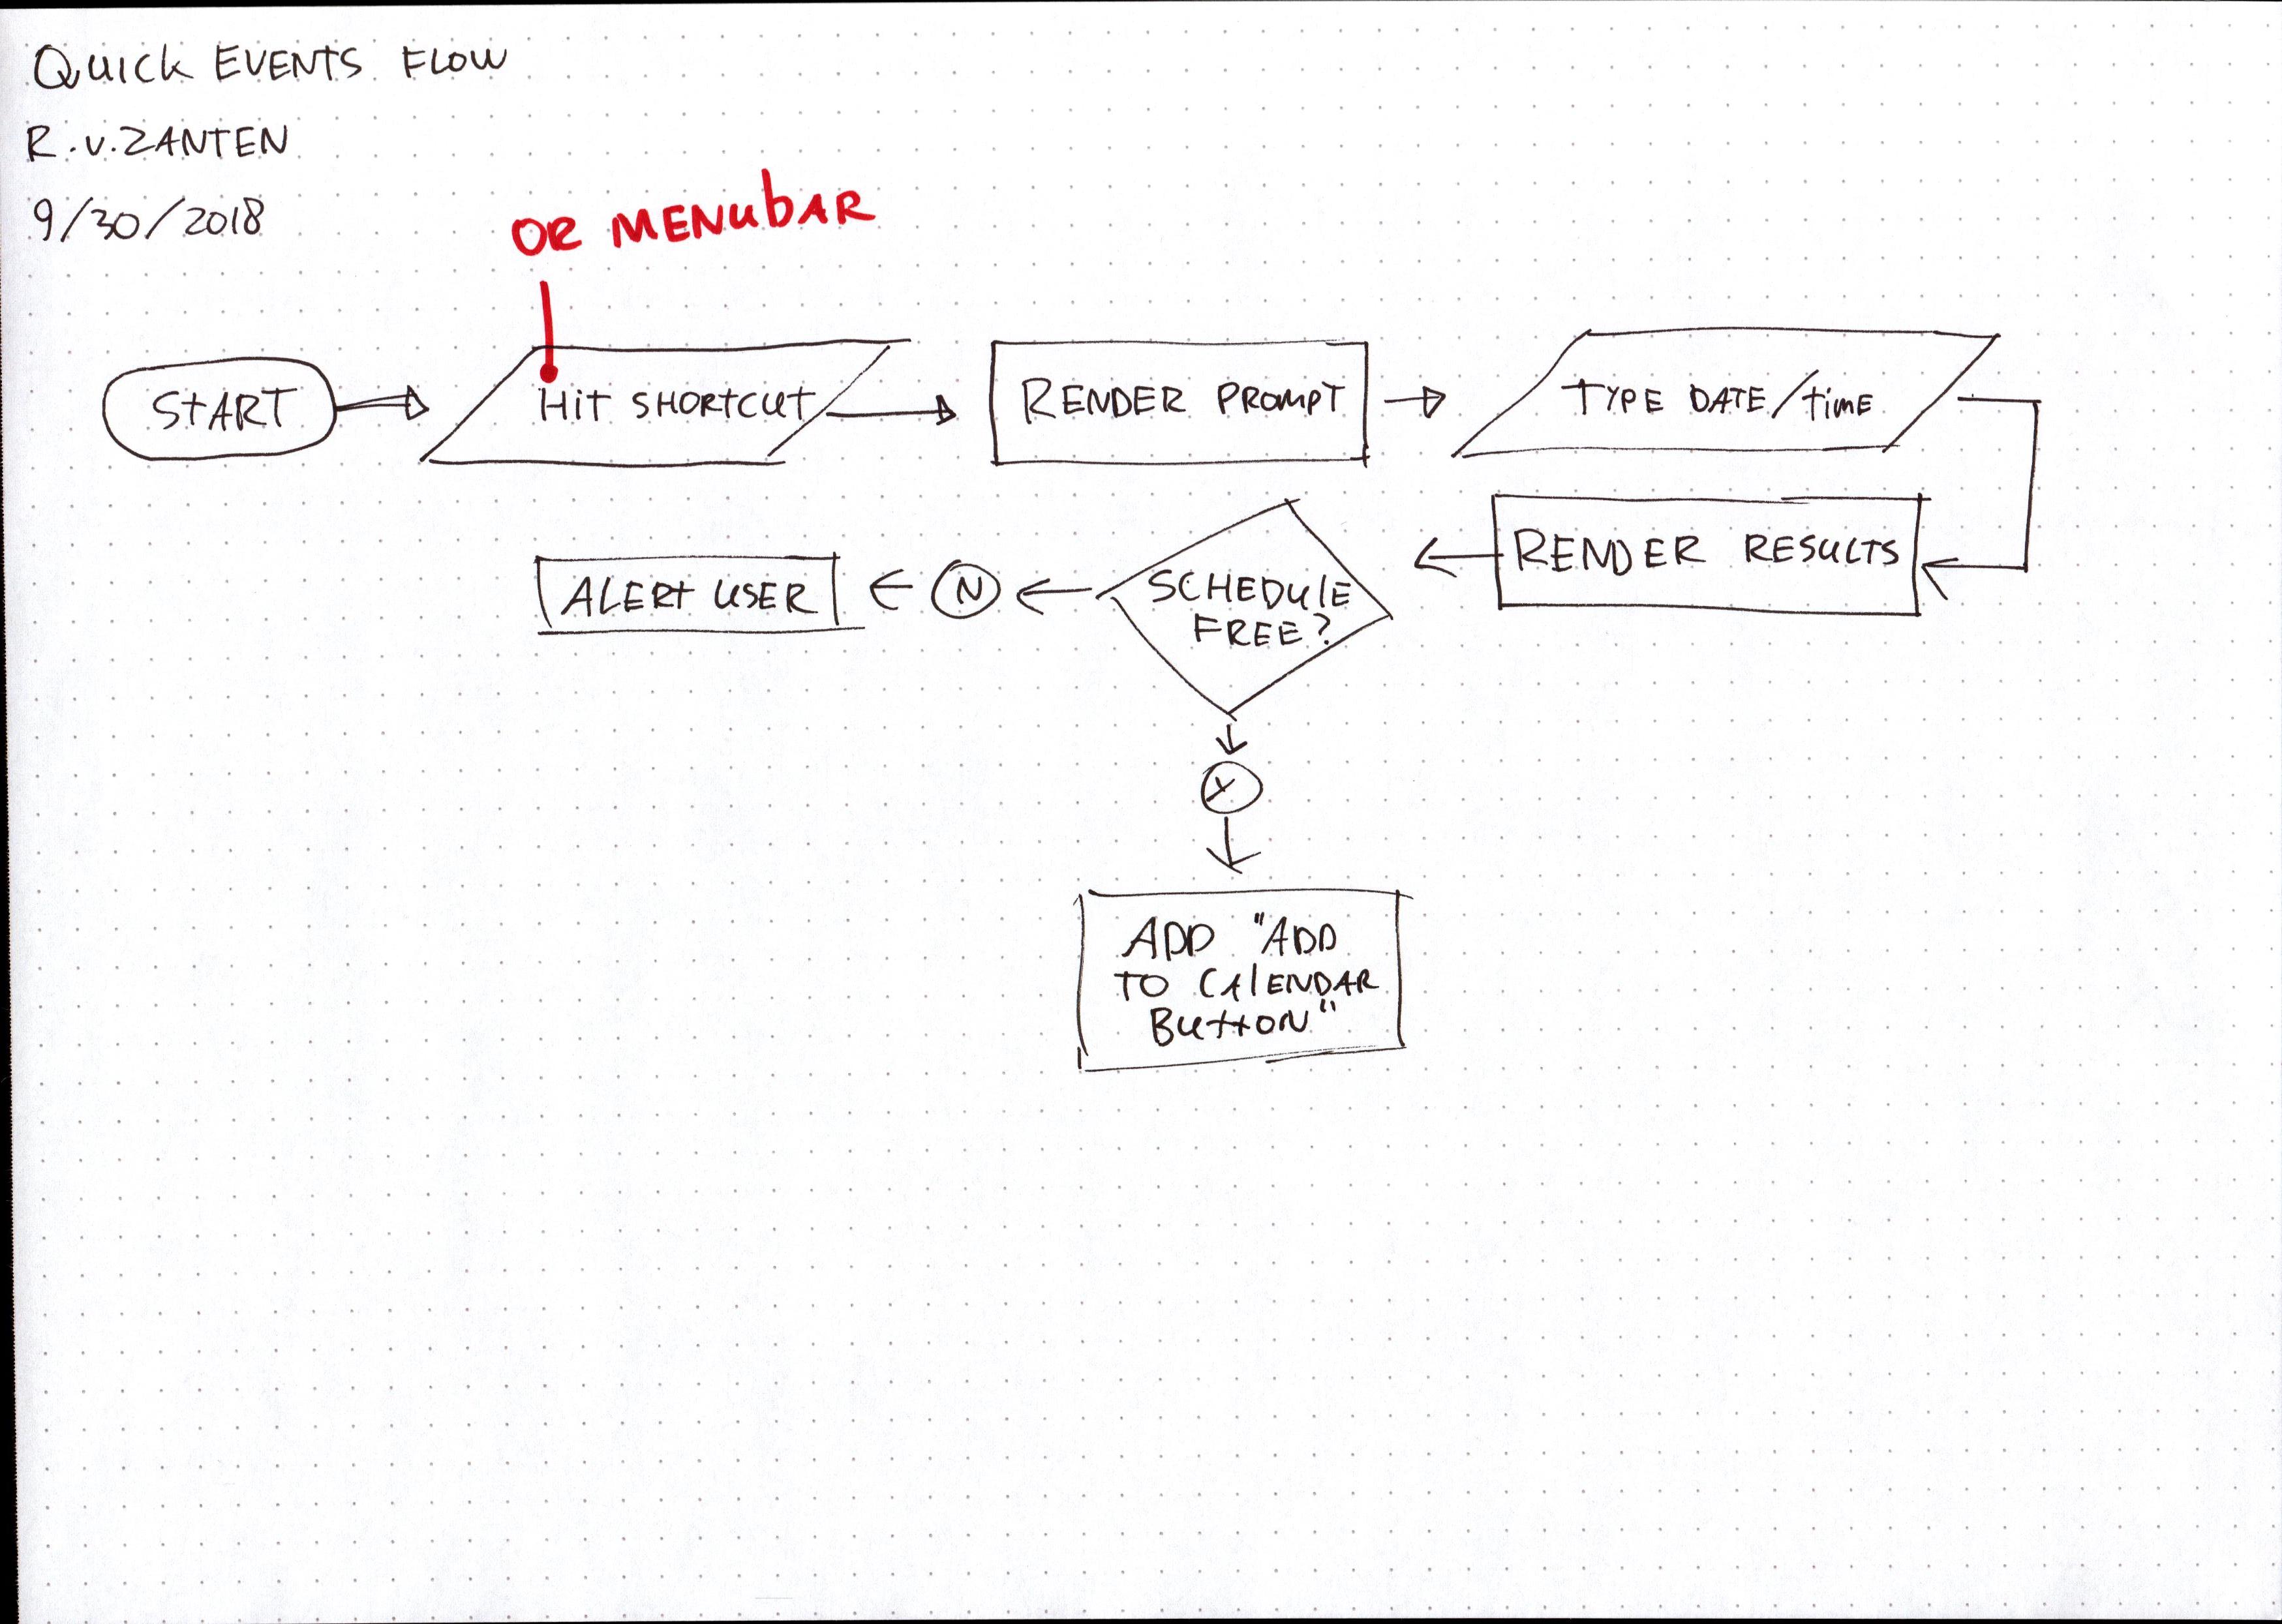 Quick EVENTS FLOW
R.v.ZANTEN
9/30/2018
OR MENUbAR
START
Hit SHORTCUT
RENDER PROMPT
TYPE DATE/time
RENDER RESULTS
SCHEDULE
FREE?
N
ALERT USER
Y
ADD "ADD
TO CAlENDAR
BUTTON"